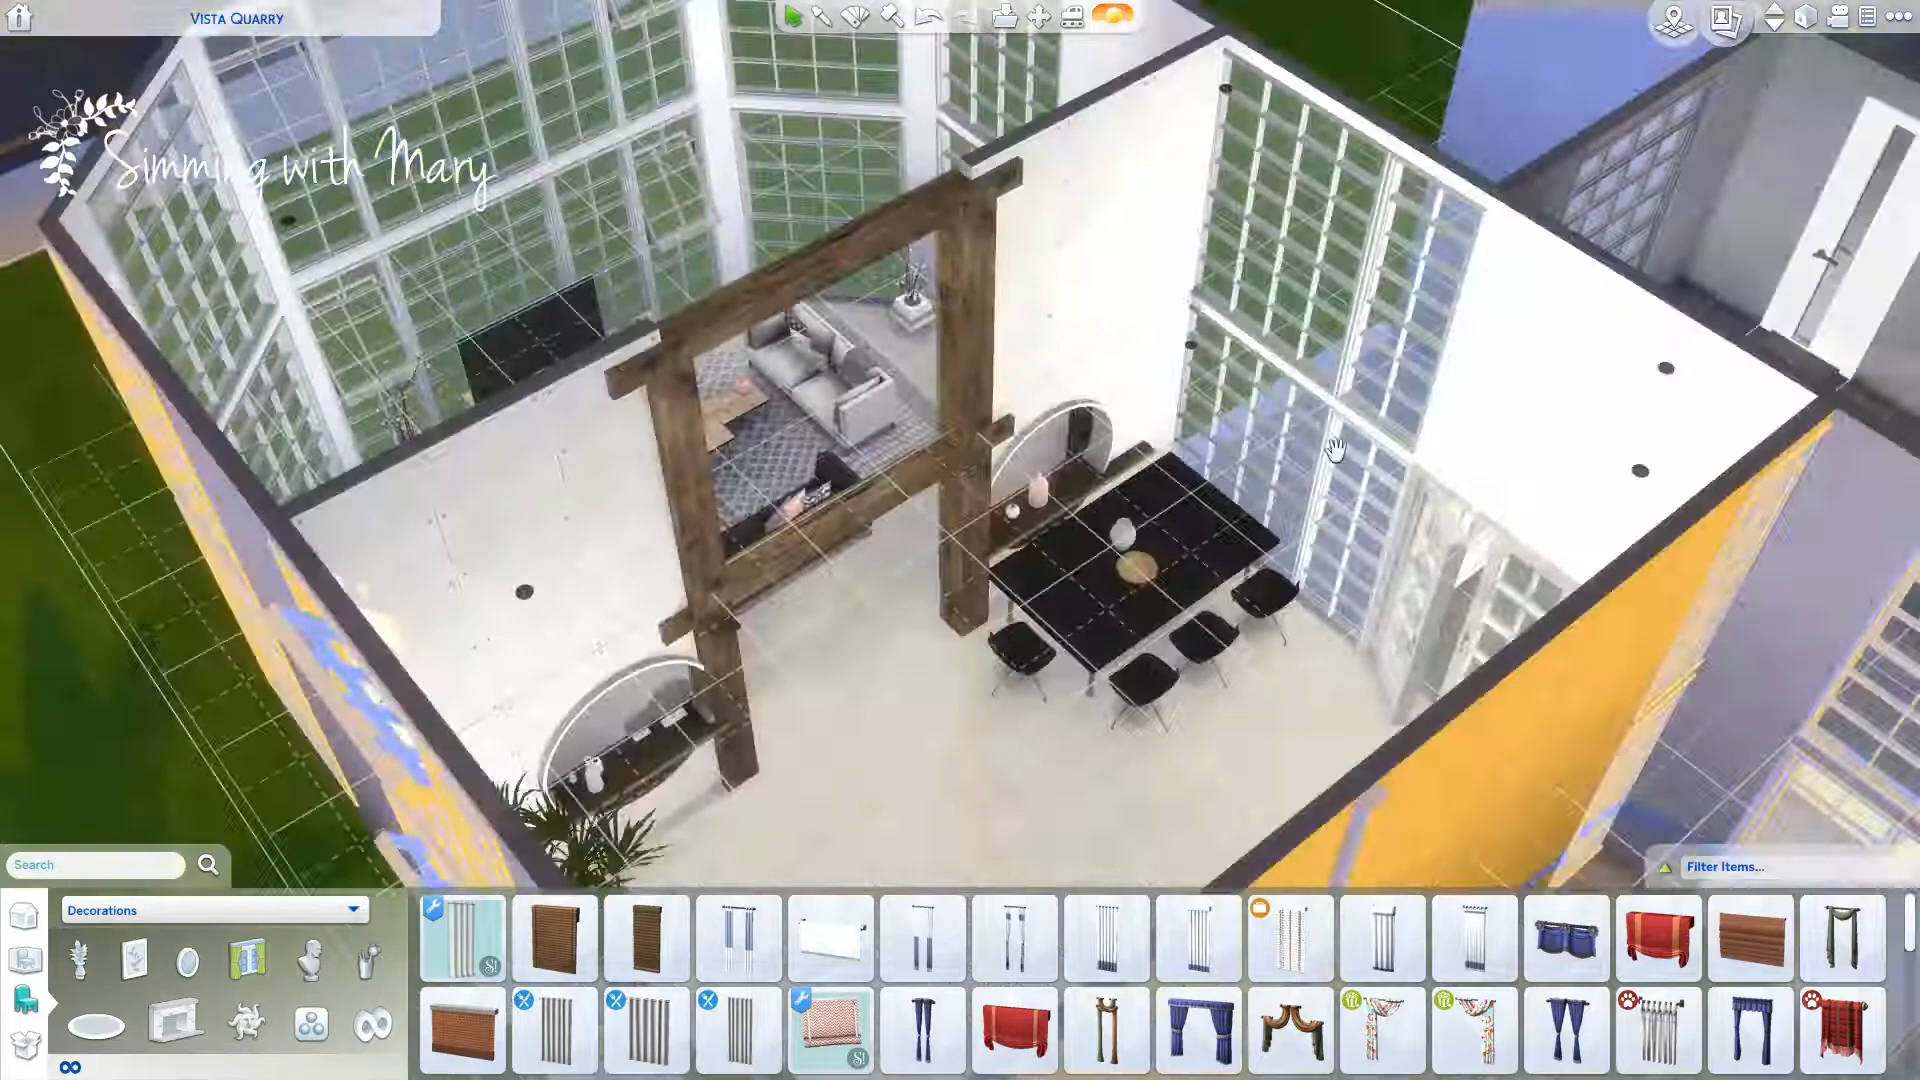 VISTA QUARRY
Simming with Mary
Search
Filter Items...
Decorations